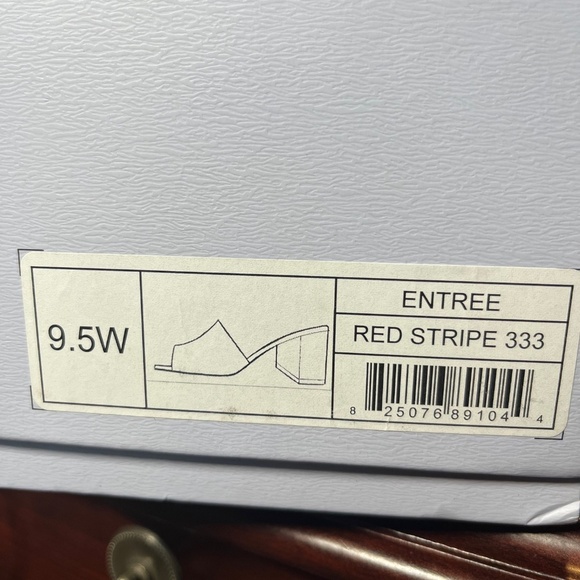 9.5W
ENTREE
RED STRIPE 333
8 25076 89104 4